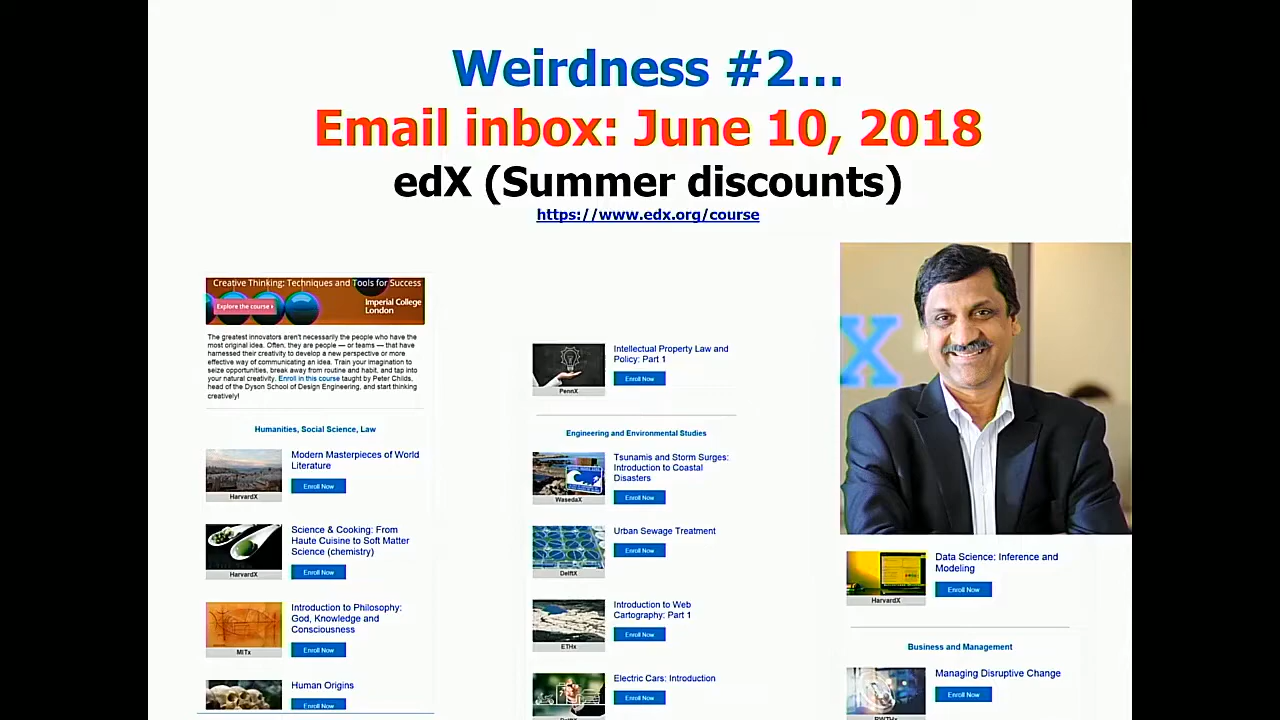 Weirdness #2...
Email inbox: June 10, 2018
edX (Summer discounts)
https://www.edx.org/course
Creative Thinking: Techniques and Tools for Success
Explore the course ›
Imperial College
London
The greatest innovators aren't necessarily the people who have the
most original idea. Often, they are people — or teams — that have
harnessed their creativity to develop a new perspective or more
effective way of communicating an idea. Train your imagination to
seize opportunities, break away from routine and habit, and tap into
your natural creativity. Enroll in this course taught by Peter Childs,
head of the Dyson School of Design Engineering, and start thinking
creatively!
Humanities, Social Science, Law
Modern Masterpieces of World
Literature
Enroll Now
HarvardX
Science & Cooking: From
Haute Cuisine to Soft Matter
Science (chemistry)
Enroll Now
HarvardX
Introduction to Philosophy:
God, Knowledge and
Consciousness
Enroll Now
MITx
Human Origins
Enroll Now
Intellectual Property Law and
Policy: Part 1
Enroll Now
PennX
Engineering and Environmental Studies
Tsunamis and Storm Surges:
Introduction to Coastal
Disasters
Enroll Now
WasedaX
Urban Sewage Treatment
Enroll Now
DelftX
Introduction to Web
Cartography: Part 1
Enroll Now
ETHx
Electric Cars: Introduction
Enroll Now
DelftX
X
Data Science: Inference and
Modeling
Enroll Now
HarvardX
Business and Management
Managing Disruptive Change
Enroll Now
RWTHx